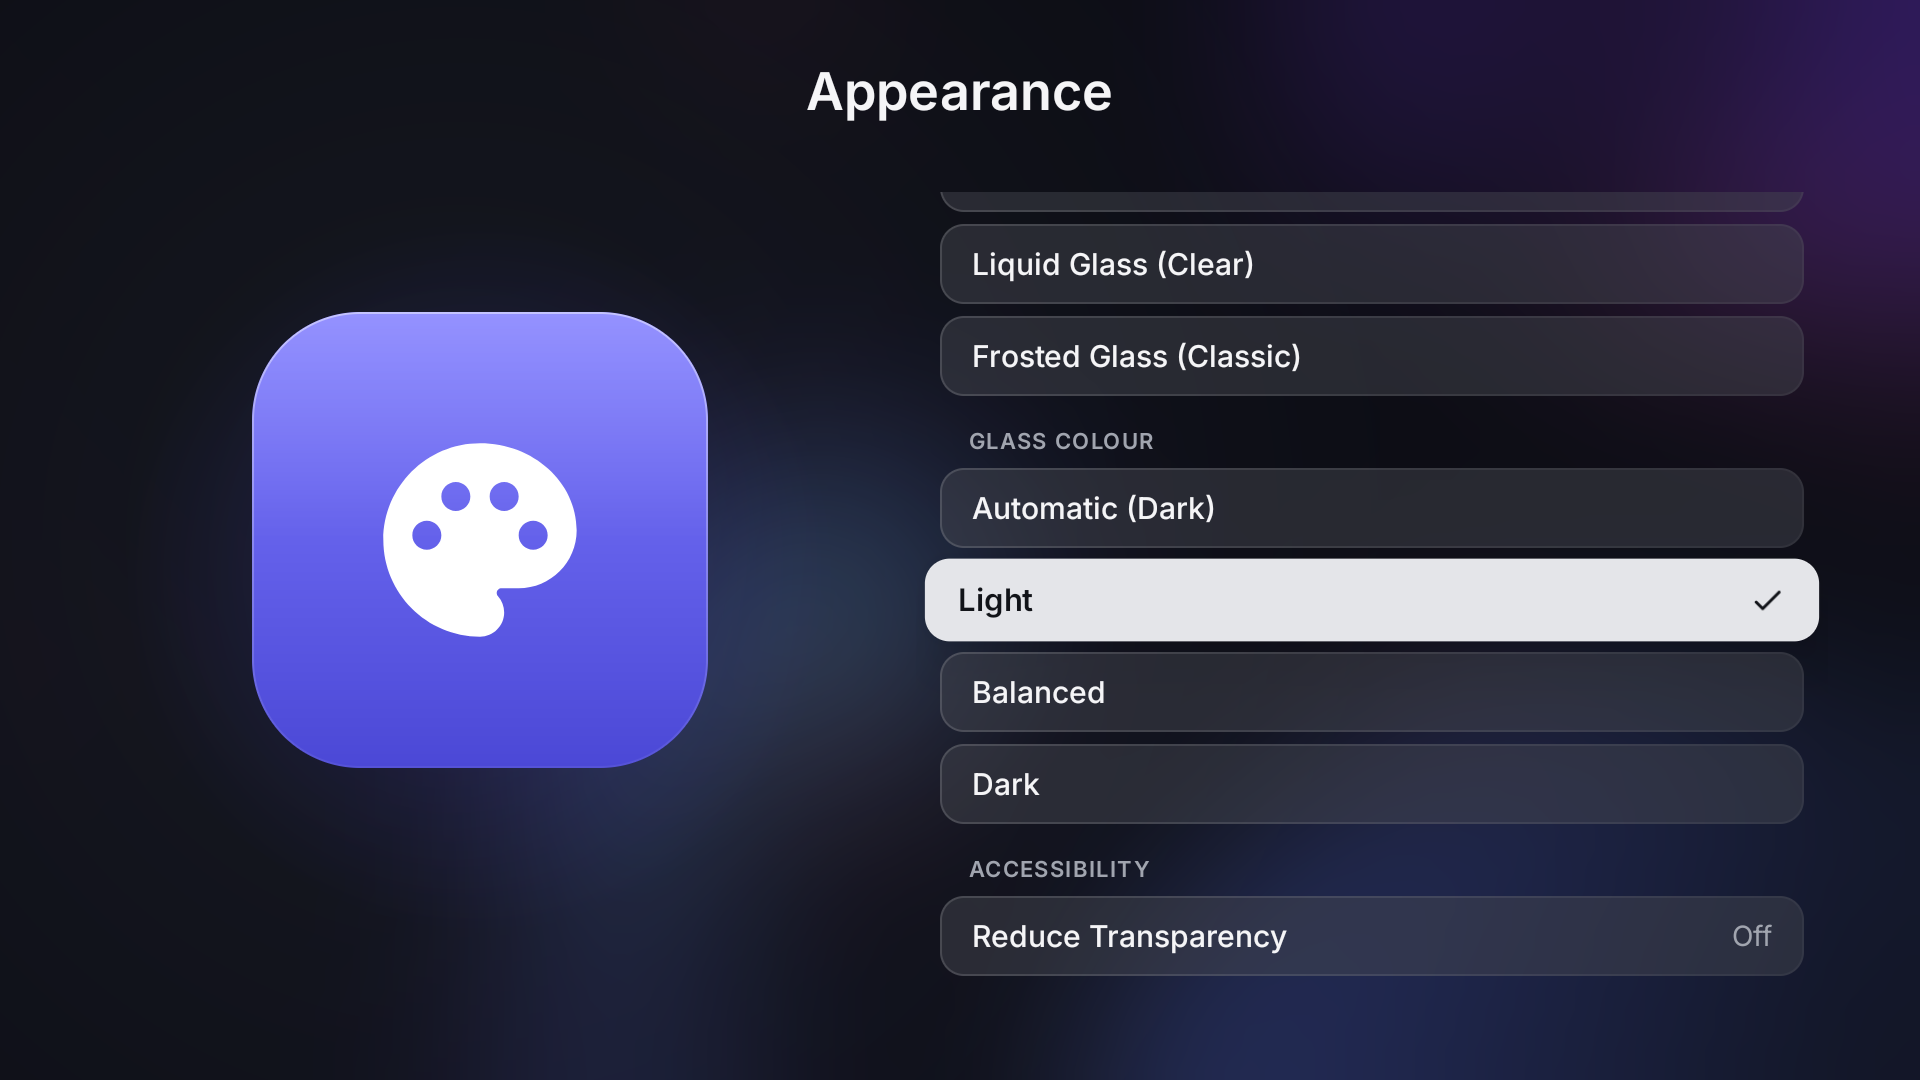 Appearance
Liquid Glass (Clear)
Frosted Glass (Classic)
GLASS COLOUR
Automatic (Dark)
Light
Balanced
Dark
ACCESSIBILITY
Reduce Transparency Off